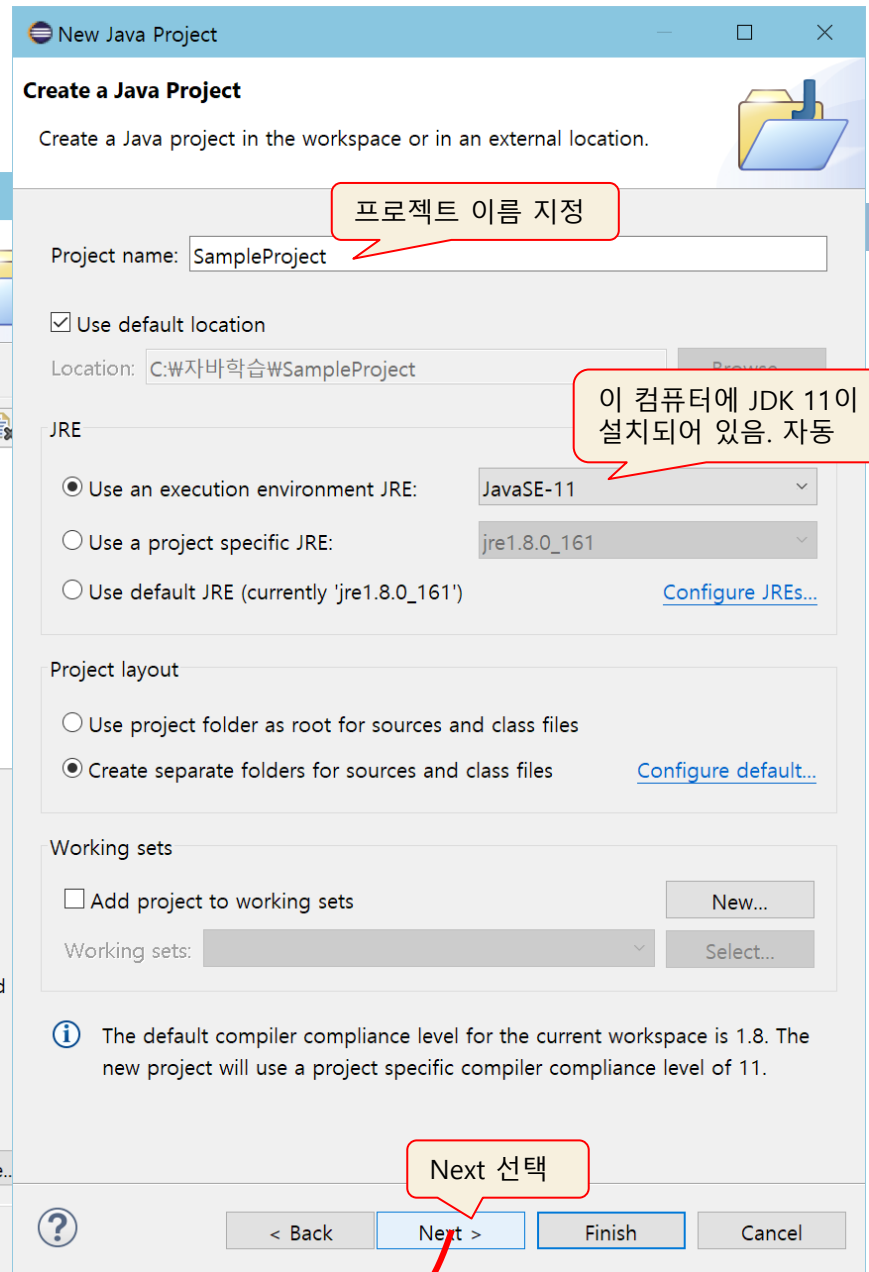 New Java Project
Create a Java Project
Create a Java project in the workspace or in an external location.
프로젝트 이름 지정
Project name: SampleProject
Use default location
Location: C:₩자바학습₩SampleProject
이 컴퓨터에 JDK 11이
설치되어 있음. 자동
JRE
Use an execution environment JRE: JavaSE-11
Use a project specific JRE: jre1.8.0_161
Use default JRE (currently 'jre1.8.0_161') Configure JREs...
Project layout
Use project folder as root for sources and class files
Create separate folders for sources and class files Configure default...
Working sets
Add project to working sets New...
Working sets: Select...
The default compiler compliance level for the current workspace is 1.8. The
new project will use a project specific compiler compliance level of 11.
Next 선택
< Back Next > Finish Cancel